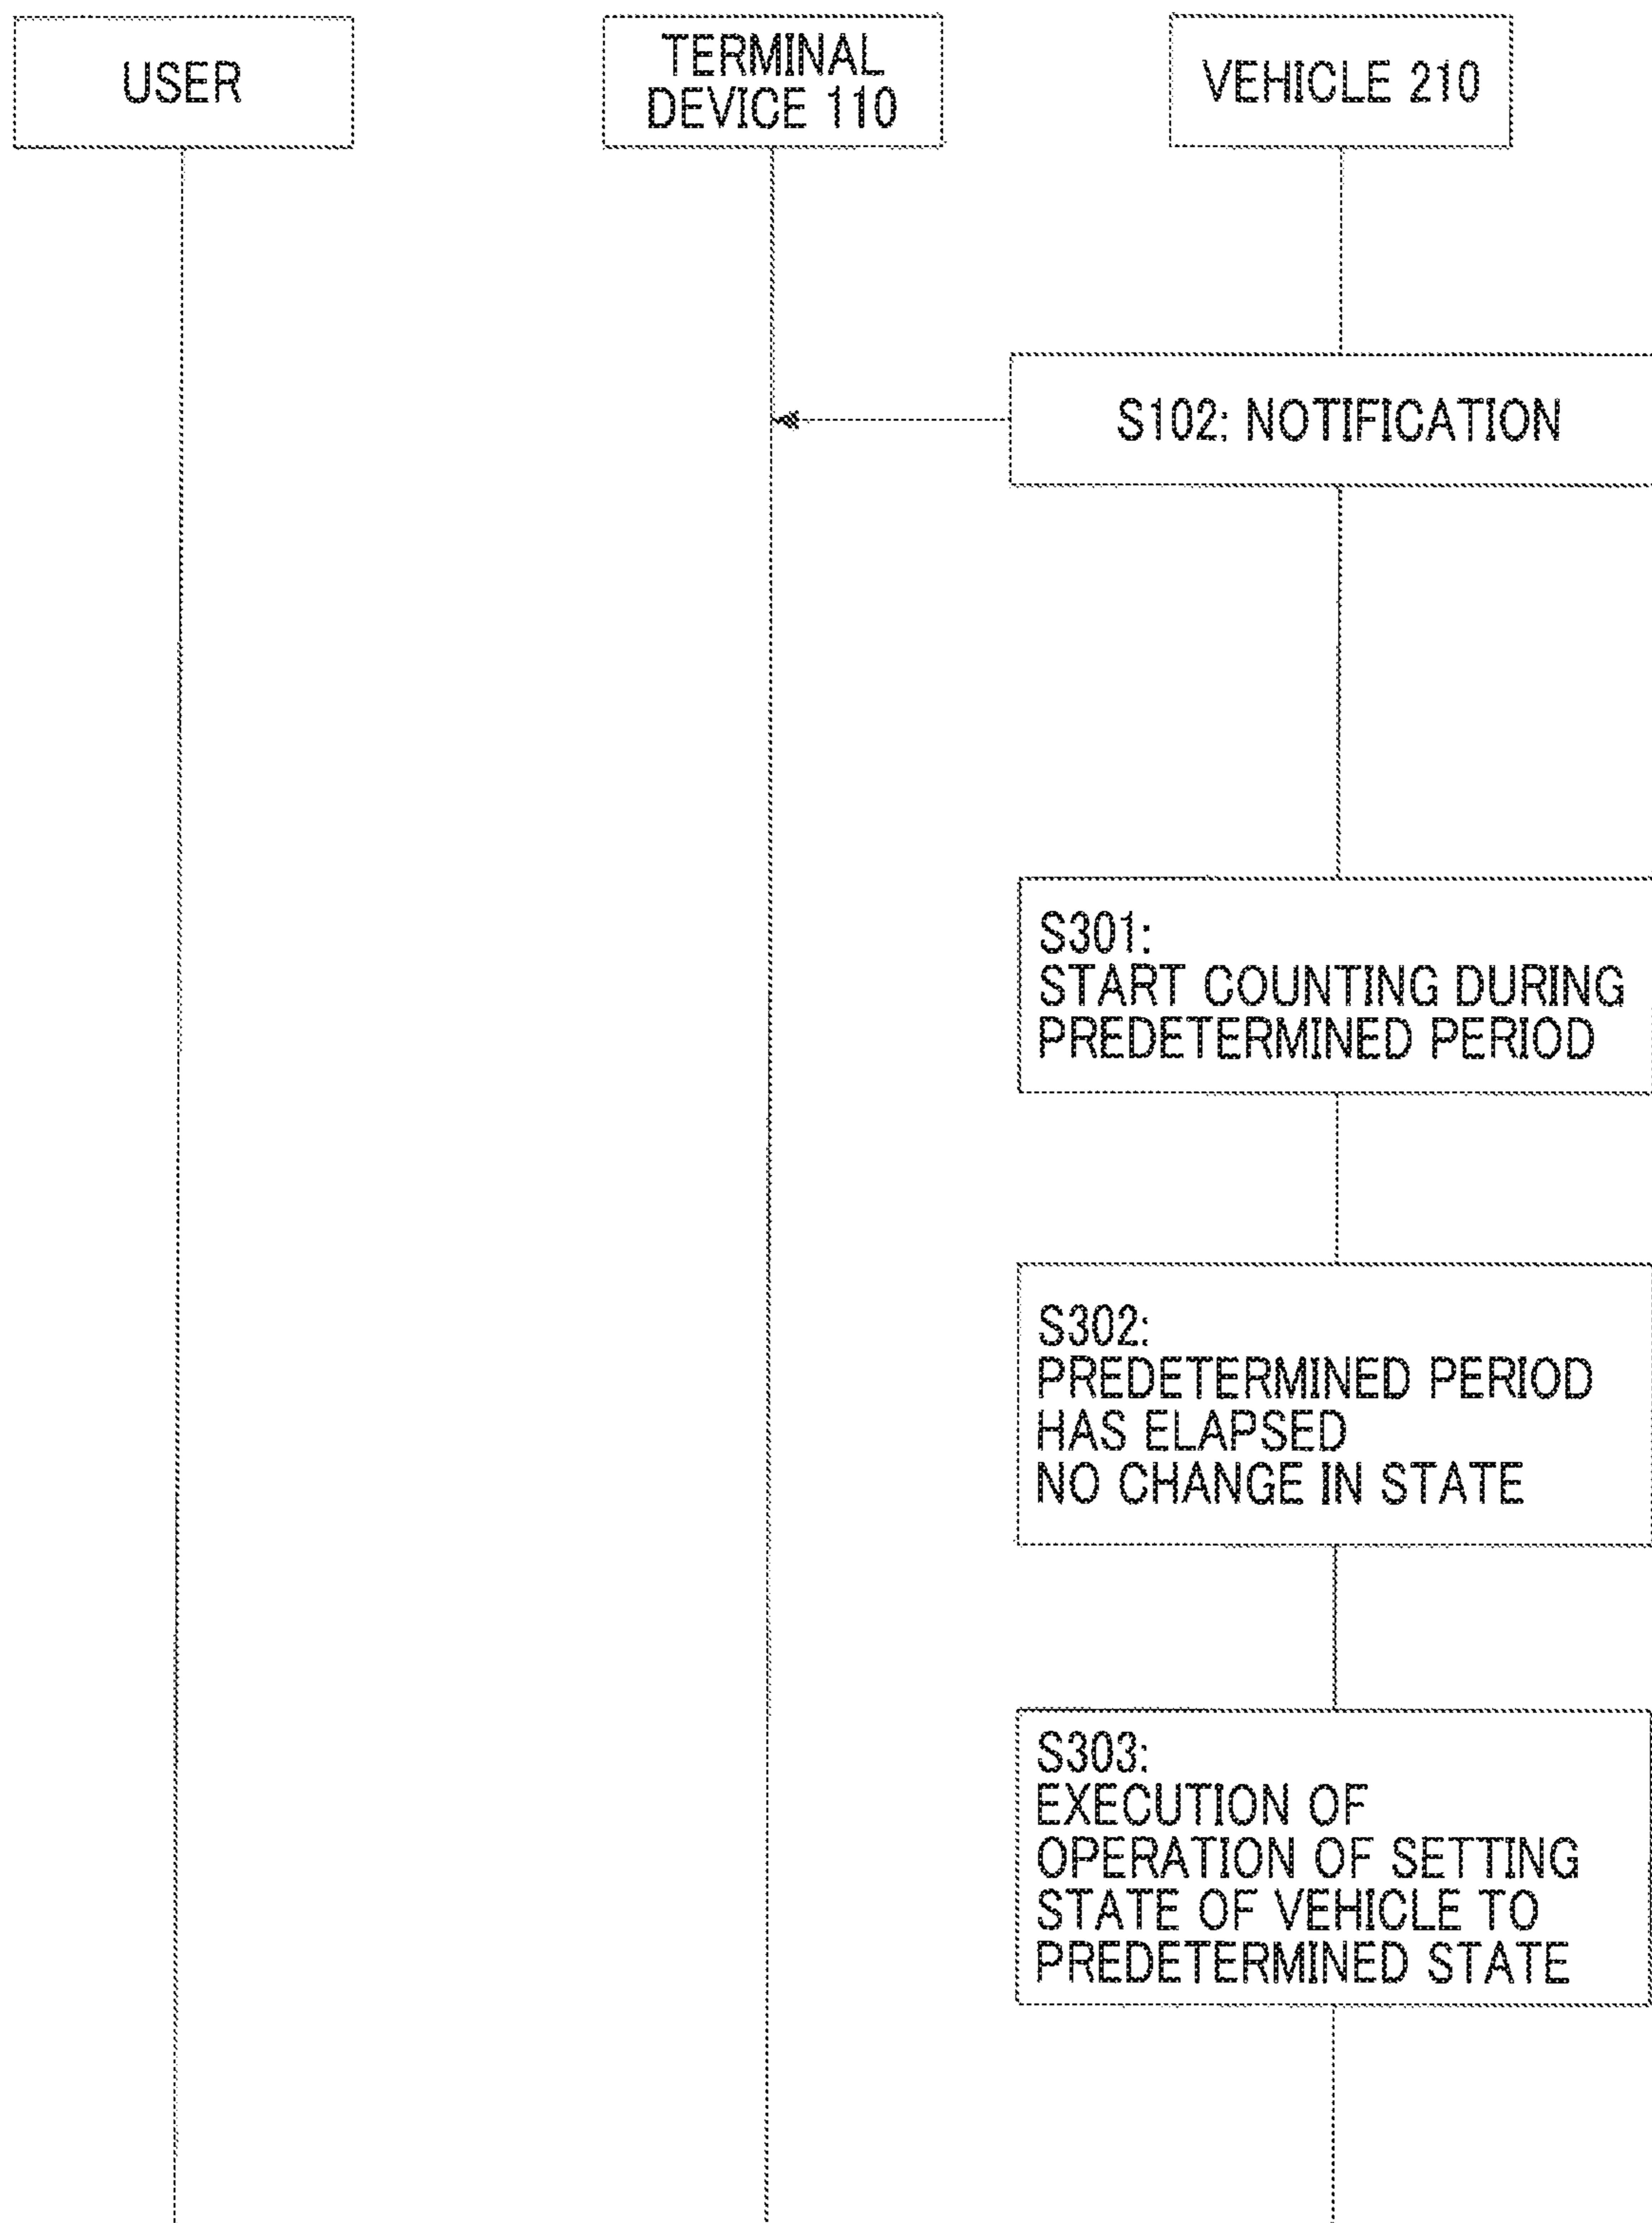 USER
TERMINAL
DEVICE 110
VEHICLE 210
S102: NOTIFICATION
S301:
START COUNTING DURING
PREDETERMINED PERIOD
S302:
PREDETERMINED PERIOD
HAS ELAPSED
NO CHANGE IN STATE
S303:
EXECUTION OF
OPERATION OF SETTING
STATE OF VEHICLE TO
PREDETERMINED STATE